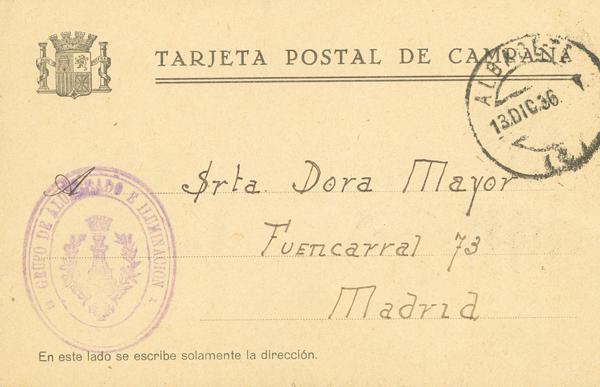 TARJETA POSTAL DE CAMPAÑA
ALBACETE
13.DIC.36
A Srta. Dora Mayor
Fuencarral 73
Madrid
GRUPO DE ALUMBRADO E ILUMINACION
En este lado se escribe solamente la dirección.